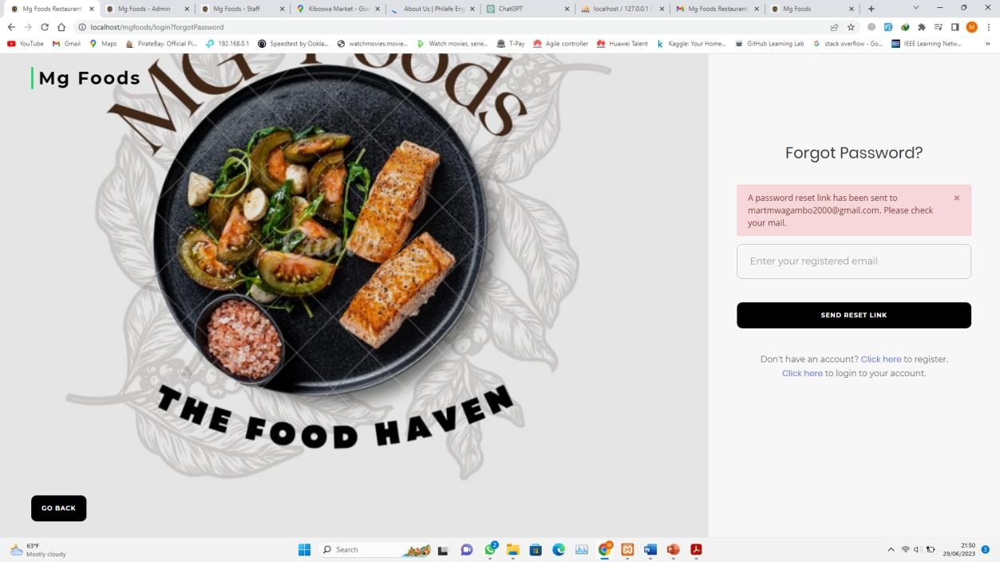 Mg Foods Restaurant
Mg Foods - Admin
Mg Foods - Staff
Kiboswa Market - Goo
About Us | Philafe Eng
ChatGPT
localhost / 127.0.0.1 /
Mg Foods Restaurant
Mg Foods
localhost/mgfoods/login?forgotPassword
YouTube
Gmail
Maps
PirateBay. Official Pi...
192.168.0.1
Speedtest by Ookla...
watchmovies.movie...
Watch movies, serie...
T-Pay
Agile controller
Huawei Talent
Kaggle: Your Home...
GitHub Learning Lab
stack overflow - Go...
IEEE Learning Netw...
»
Mg Foods
MG Foods
Canva
THE FOOD HAVEN
GO BACK
Forgot Password?
A password reset link has been sent to
martmwagambo2000@gmail.com. Please check
your mail.
×
Enter your registered email
SEND RESET LINK
Don't have an account? Click here to register.
Click here to login to your account.
63°F
Mostly cloudy
Search
2
M
21:50
29/06/2023
3